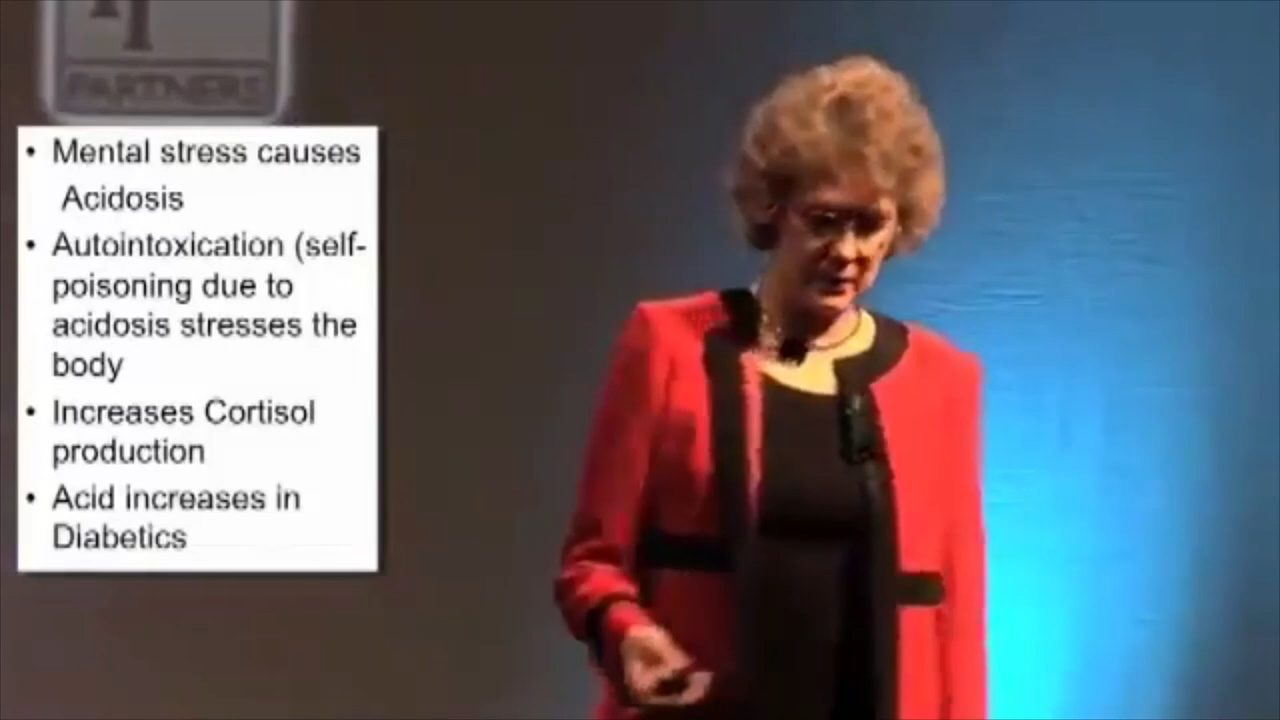 PARTNERS
• Mental stress causes
Acidosis
• Autointoxication (self-
poisoning due to
acidosis stresses the
body
• Increases Cortisol
production
• Acid increases in
Diabetics